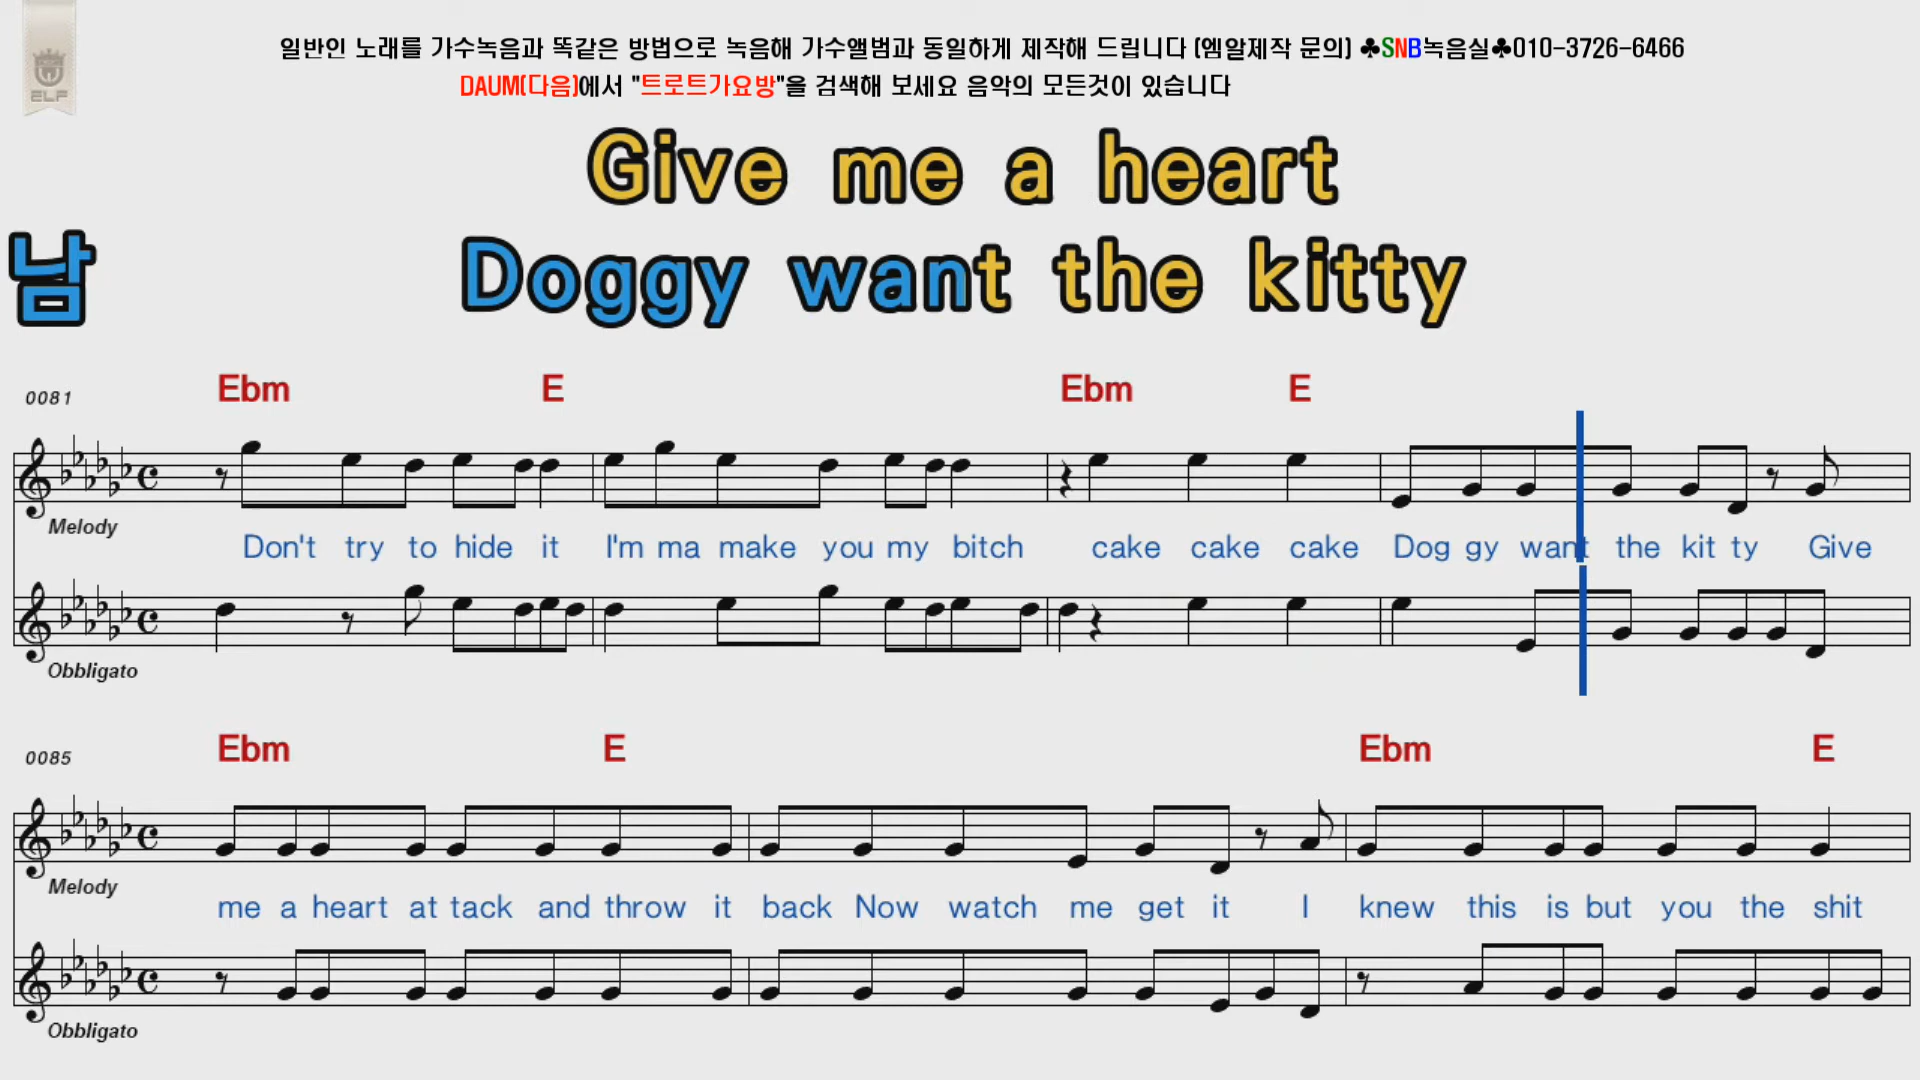 ELF
일반인 노래를 가수녹음과 똑같은 방법으로 녹음해 가수앨범과 동일하게 제작해 드립니다 (엠알제작 문의) ♣SNB녹음실♣010-3726-6466
DAUM(다음)에서 "트로트가요방"을 검색해 보세요 음악의 모든것이 있습니다
Give me a heart
남 Doggy want the kitty
Ebm E Ebm E
0081
Melody
Don't try to hide it I'm ma make you my bitch cake cake cake Dog gy want the kit ty Give
Obbligato
Ebm E Ebm E
0085
Melody
me a heart at tack and throw it back Now watch me get it I knew this is but you the shit
Obbligato